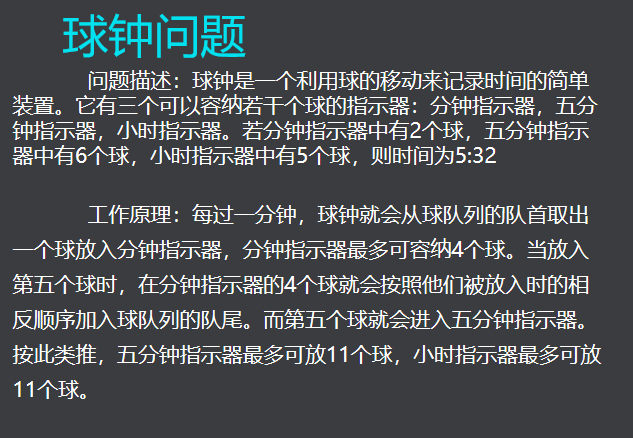 球钟问题
问题描述：球钟是一个利用球的移动来记录时间的简单
装置。它有三个可以容纳若干个球的指示器：分钟指示器，五分
钟指示器，小时指示器。若分钟指示器中有2个球，五分钟指示
器中有6个球，小时指示器中有5个球，则时间为5:32
工作原理：每过一分钟，球钟就会从球队列的队首取出
一个球放入分钟指示器，分钟指示器最多可容纳4个球。当放入
第五个球时，在分钟指示器的4个球就会按照他们被放入时的相
反顺序加入球队列的队尾。而第五个球就会进入五分钟指示器。
按此类推，五分钟指示器最多可放11个球，小时指示器最多可放
11个球。